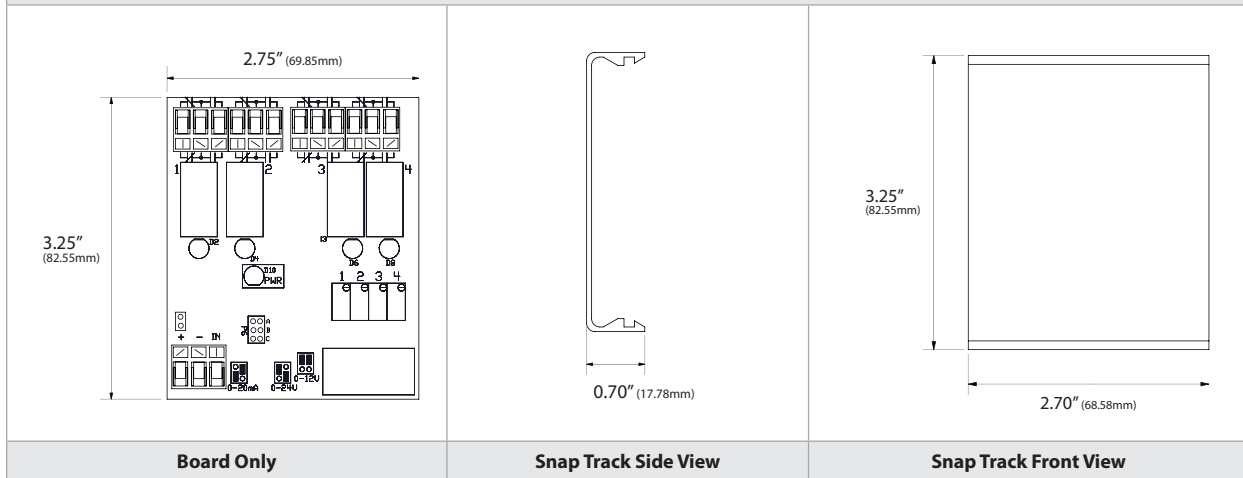 2.75” (69.85mm)
3.25”
(82.55mm)
1 2 3 4
D2 D4 D6 D8
D10
PWR
1 2 3 4
A
B
C
P6
+ - IN
0-20mA 0-24V 0-12V
0.70” (17.78mm)
3.25”
(82.55mm)
2.70” (68.58mm)
Board Only
Snap Track Side View
Snap Track Front View